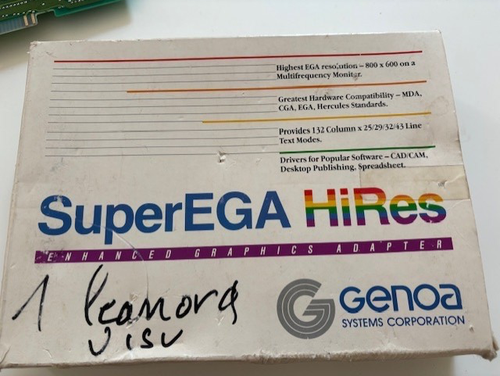 Highest EGA resolution – 800 x 600 on a
Multifrequency Monitor.
Greatest Hardware Compatibility – MDA,
CGA, EGA, Hercules Standards.
Provides 132 Column x 25/29/32/43 Line
Text Modes.
Drivers for Popular Software – CAD/CAM,
Desktop Publishing, Spreadsheet.
SuperEGA HiRes
ENHANCED GRAPHICS ADAPTER
1
Genoa
SYSTEMS CORPORATION